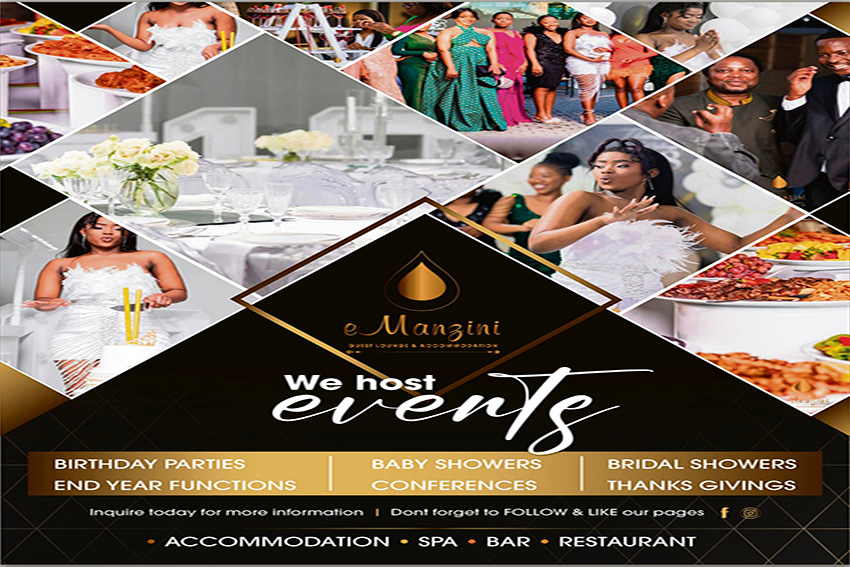 eManzini
GUEST LOUNGE & ACCOMMODATION
We host
events
BIRTHDAY PARTIES | BABY SHOWERS | BRIDAL SHOWERS
END YEAR FUNCTIONS | CONFERENCES | THANKS GIVINGS
Inquire today for more information | Dont forget to FOLLOW & LIKE our pages
• ACCOMMODATION • SPA • BAR • RESTAURANT